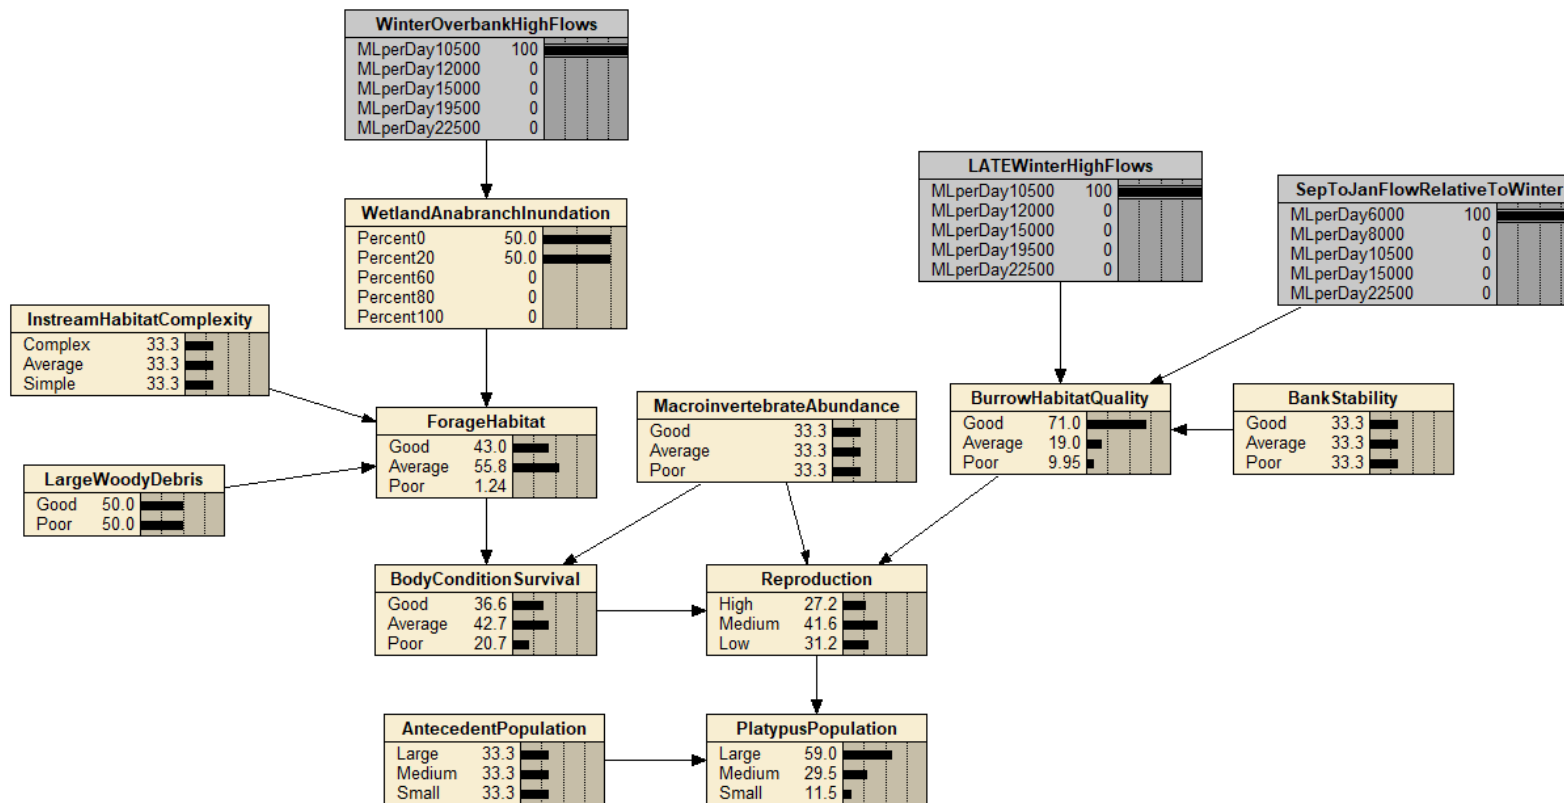 WinterOverbankHighFlows
MLperDay10500 100
MLperDay12000 0
MLperDay15000 0
MLperDay19500 0
MLperDay22500 0
LATEWinterHighFlows
MLperDay10500 100
MLperDay12000 0
MLperDay15000 0
MLperDay19500 0
MLperDay22500 0
SepToJanFlowRelativeToWinter
MLperDay6000 100
MLperDay8000 0
MLperDay10500 0
MLperDay15000 0
MLperDay22500 0
WetlandAnabranchInundation
Percent0 50.0
Percent20 50.0
Percent60 0
Percent80 0
Percent100 0
InstreamHabitatComplexity
Complex 33.3
Average 33.3
Simple 33.3
ForageHabitat
Good 43.0
Average 55.8
Poor 1.24
MacroinvertebrateAbundance
Good 33.3
Average 33.3
Poor 33.3
BurrowHabitatQuality
Good 71.0
Average 19.0
Poor 9.95
BankStability
Good 33.3
Average 33.3
Poor 33.3
LargeWoodyDebris
Good 50.0
Poor 50.0
BodyConditionSurvival
Good 36.6
Average 42.7
Poor 20.7
Reproduction
High 27.2
Medium 41.6
Low 31.2
AntecedentPopulation
Large 33.3
Medium 33.3
Small 33.3
PlatypusPopulation
Large 59.0
Medium 29.5
Small 11.5